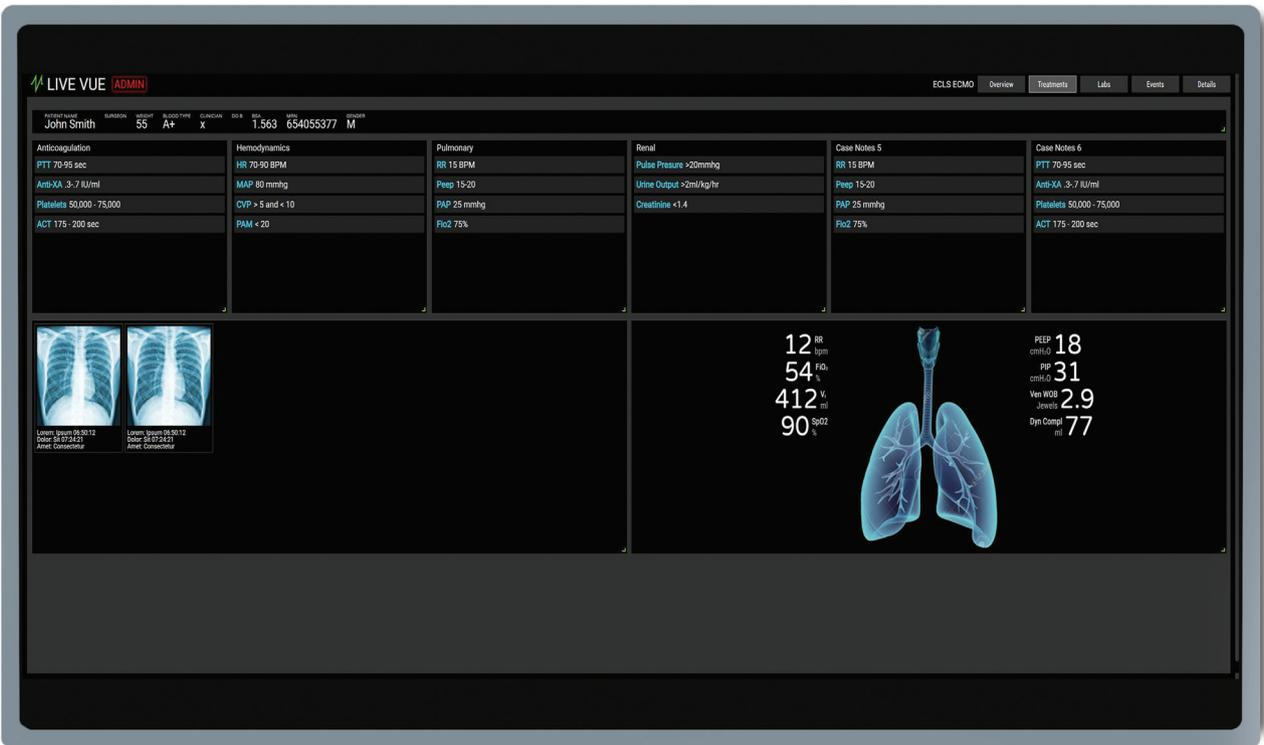 LIVE VUE ADMIN
ECLS ECMO Overview Treatments Labs Events Details
PATIENT NAME SURGEON WEIGHT BLOOD TYPE CLINICIAN DO B BSA MRN GENDER
John Smith 55 A+ x 1.563 654055377 M
Anticoagulation
PTT 70-95 sec
Anti-XA .3-.7 IU/ml
Platelets 50,000 - 75,000
ACT 175 - 200 sec
Hemodynamics
HR 70-90 BPM
MAP 80 mmhg
CVP > 5 and < 10
PAM < 20
Pulmonary
RR 15 BPM
Peep 15-20
PAP 25 mmhg
Fio2 75%
Renal
Pulse Presure >20mmhg
Urine Output >2ml/kg/hr
Creatinine <1.4
Case Notes 5
RR 15 BPM
Peep 15-20
PAP 25 mmhg
Fio2 75%
Case Notes 6
PTT 70-95 sec
Anti-XA .3-.7 IU/ml
Platelets 50,000 - 75,000
ACT 175 - 200 sec
Lorem: Ipsum 06:50:12
Dolor: Sit 07:24:21
Amet: Consectetur
Lorem: Ipsum 06:50:12
Dolor: Sit 07:24:21
Amet: Consectetur
12 RR bpm
54 FiO₂ %
412 Vₜ ml
90 SpO2 %
PEEP cmH₂O 18
PIP cmH₂O 31
Ven WOB Jewels 2.9
Dyn Compl ml 77